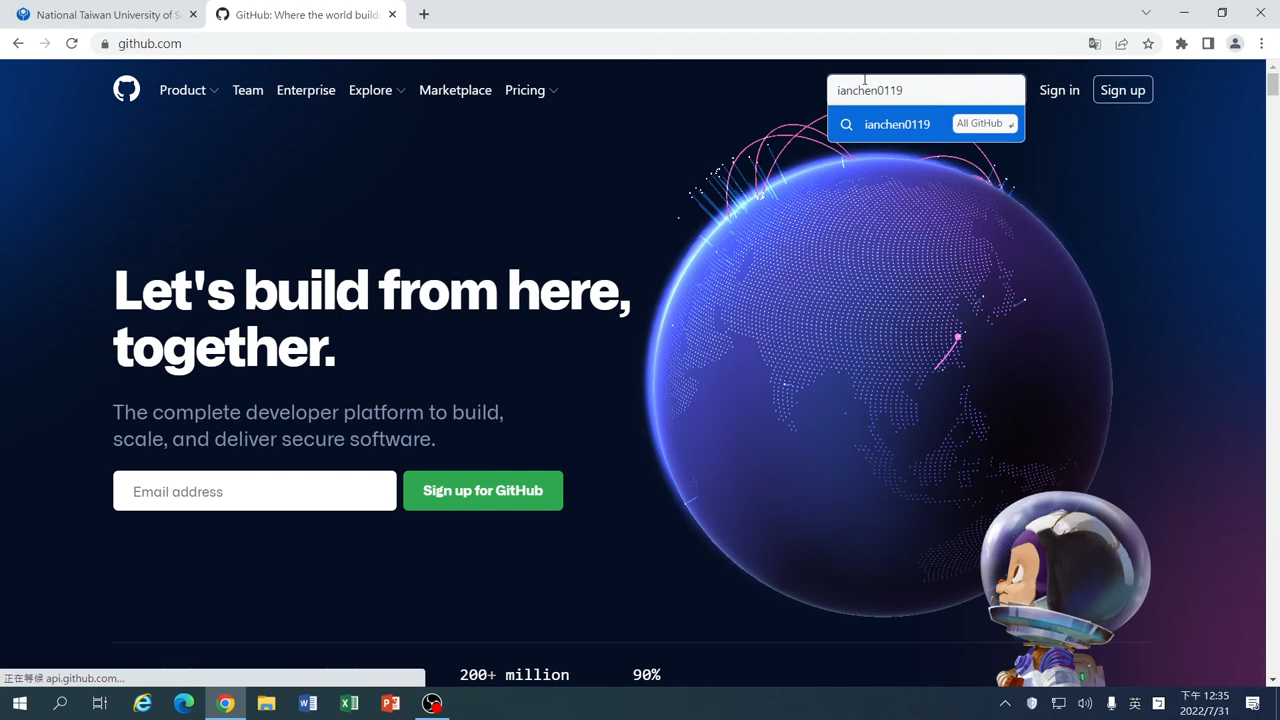 National Taiwan University of S
GitHub: Where the world build
github.com
Product
Team
Enterprise
Explore
Marketplace
Pricing
ianchen0119
Sign in
Sign up
ianchen0119
All GitHub
Let's build from here,
together.
The complete developer platform to build,
scale, and deliver secure software.
Email address
Sign up for GitHub
200+ million
90%
正在等候 api.github.com...
英
下午 12:35
2022/7/31